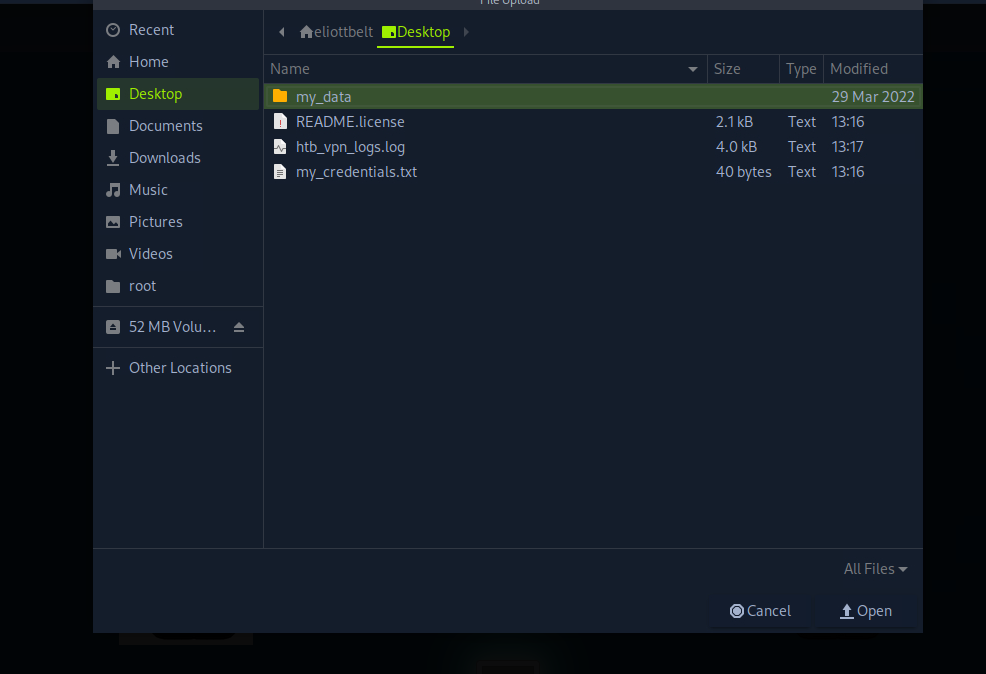 File Upload
Recent
Home
Desktop
Documents
Downloads
Music
Pictures
Videos
root
52 MB Volu...
Other Locations
eliottbelt Desktop
Name Size Type Modified
my_data 29 Mar 2022
README.license 2.1 kB Text 13:16
htb_vpn_logs.log 4.0 kB Text 13:17
my_credentials.txt 40 bytes Text 13:16
All Files
Cancel Open